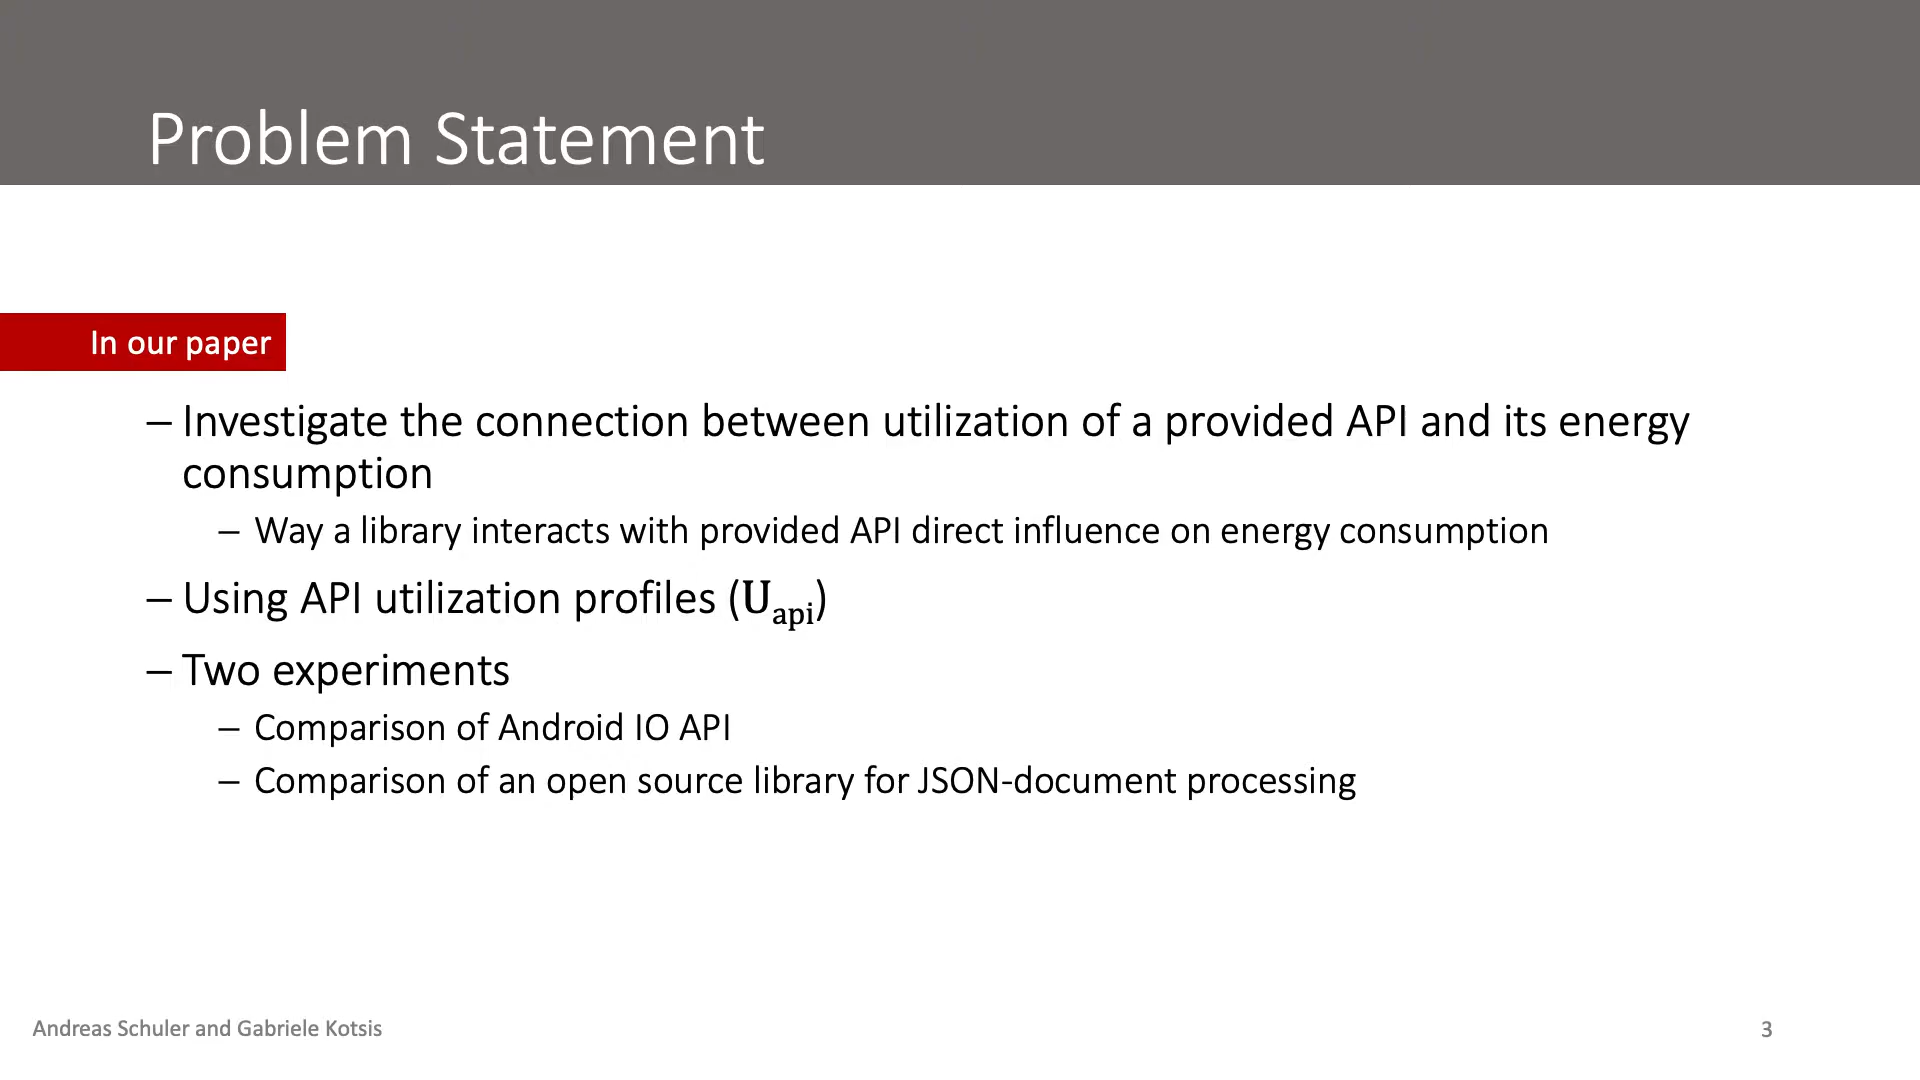 Problem Statement
In our paper
– Investigate the connection between utilization of a provided API and its energy
consumption
– Way a library interacts with provided API direct influence on energy consumption
– Using API utilization profiles (U_api)
– Two experiments
– Comparison of Android IO API
– Comparison of an open source library for JSON-document processing
Andreas Schuler and Gabriele Kotsis
3